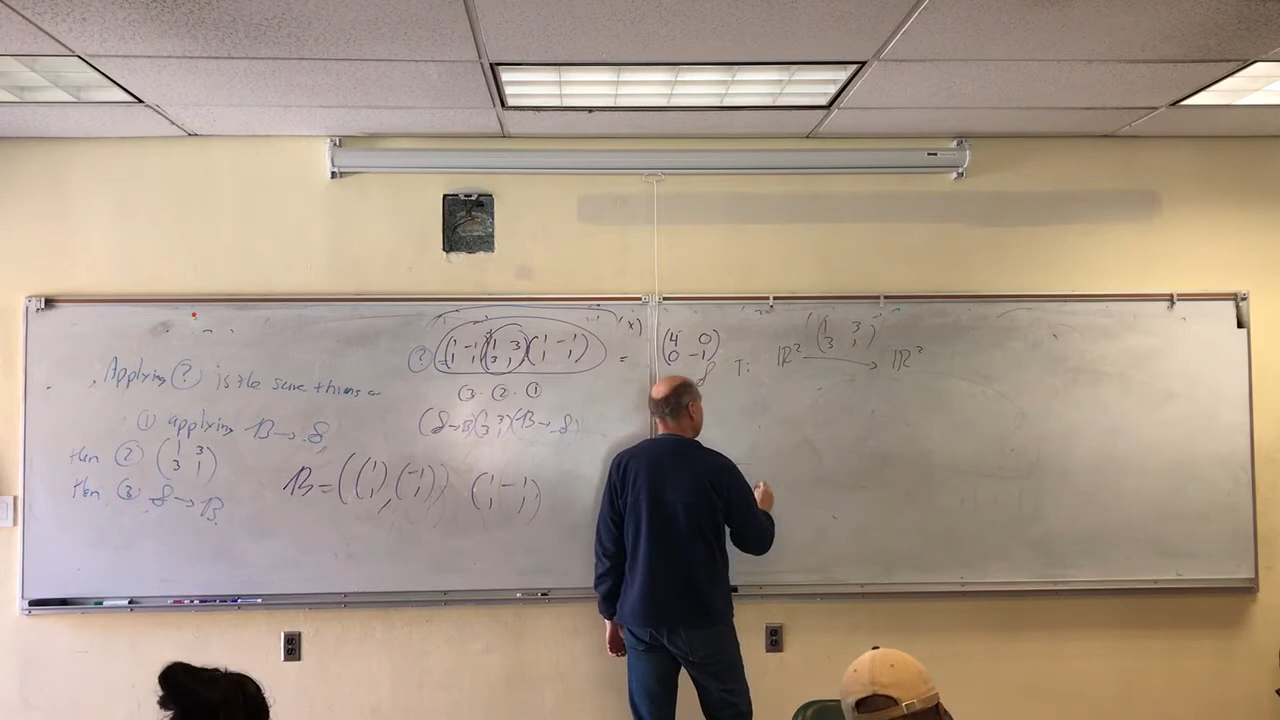 Applying ? is the same thing as
① applying B → S
then ② (1 3; 3 1)
then ③ S → B
? (1 -1; 1 1)⁻¹ (1 3; 3 1) (1 -1; 1 1) (x) =
③ · ② · ①
(S→B)(1 3; 3 1)(B→S)
B = ((1; 1), (-1; 1)) (1 -1; 1 1)
(4 0; 0 -1)
T: ℝ² (1 3; 3 1) → ℝ²